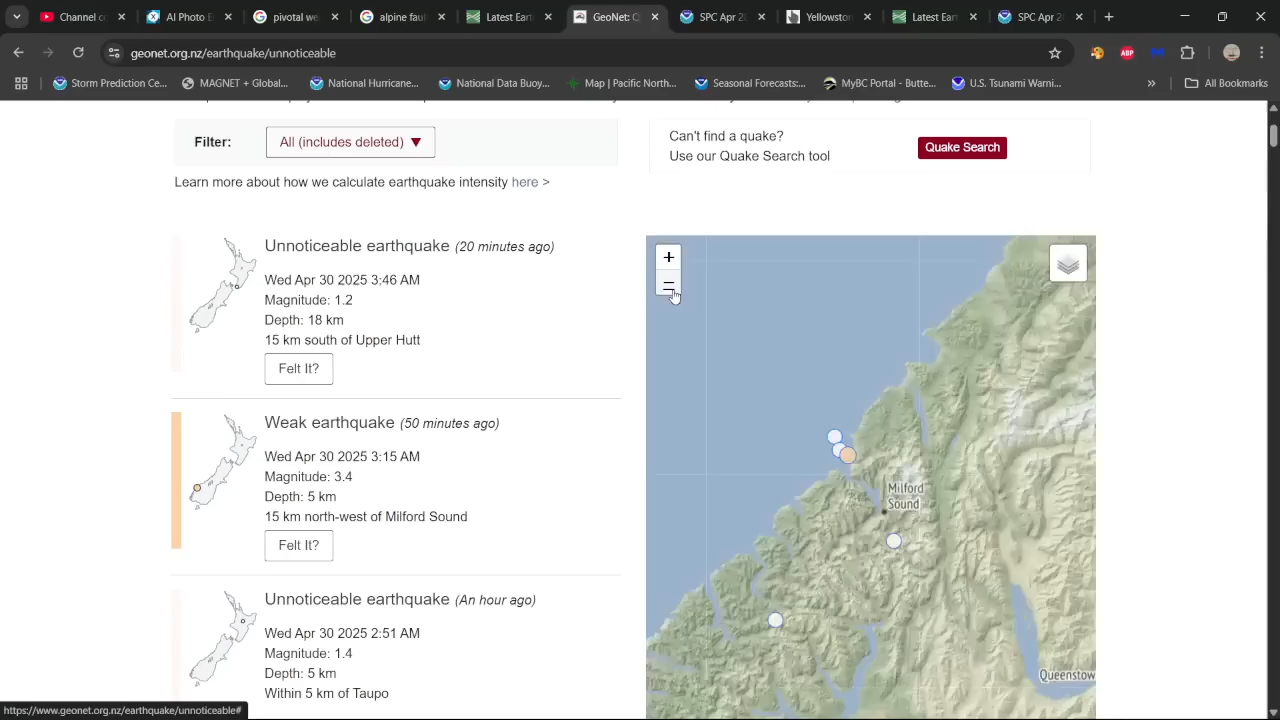 Channel con
AI Photo E
pivotal we
alpine faul
Latest Eart
GeoNet: Q
SPC Apr 28
Yellowston
Latest Eart
SPC Apr 2
geonet.org.nz/earthquake/unnoticeable
ABP
Storm Prediction Ce...
MAGNET + Global...
National Hurricane...
National Data Buoy...
Map | Pacific North...
Seasonal Forecasts:...
MyBC Portal - Butte...
U.S. Tsunami Warni...
All Bookmarks
Filter:
All (includes deleted) ▼
Can't find a quake?
Use our Quake Search tool
Quake Search
Learn more about how we calculate earthquake intensity here >
Unnoticeable earthquake (20 minutes ago)
Wed Apr 30 2025 3:46 AM
Magnitude: 1.2
Depth: 18 km
15 km south of Upper Hutt
Felt It?
Weak earthquake (50 minutes ago)
Wed Apr 30 2025 3:15 AM
Magnitude: 3.4
Depth: 5 km
15 km north-west of Milford Sound
Felt It?
Unnoticeable earthquake (An hour ago)
Wed Apr 30 2025 2:51 AM
Magnitude: 1.4
Depth: 5 km
Within 5 km of Taupo
+
−
Milford
Sound
Queenstow
https://www.geonet.org.nz/earthquake/unnoticeable#